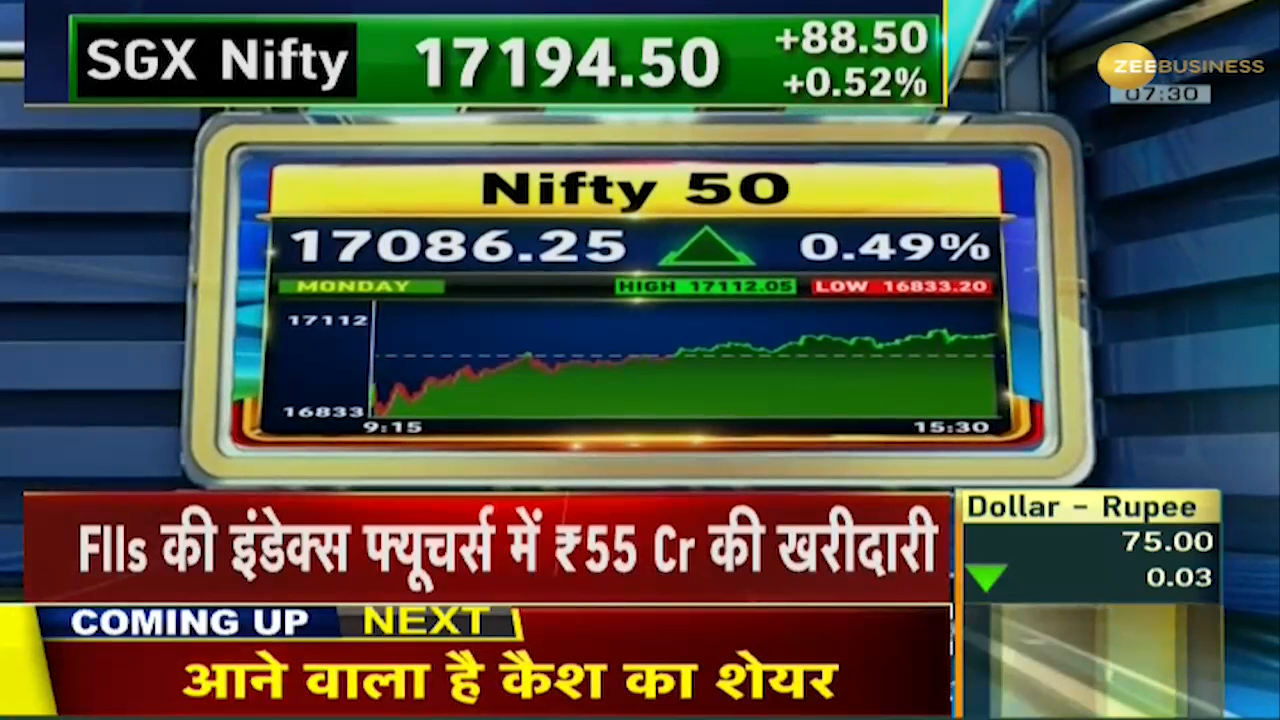 SGX Nifty 17194.50 +88.50
+0.52%
ZEEBUSINESS
07:30
Nifty 50
17086.25 0.49%
MONDAY HIGH 17112.05 LOW 16833.20
17112
16833
9:15 15:30
FIIs की इंडेक्स फ्यूचर्स में ₹55 Cr की खरीदारी
Dollar - Rupee
75.00
0.03
COMING UP NEXT
आने वाला है कैश का शेयर